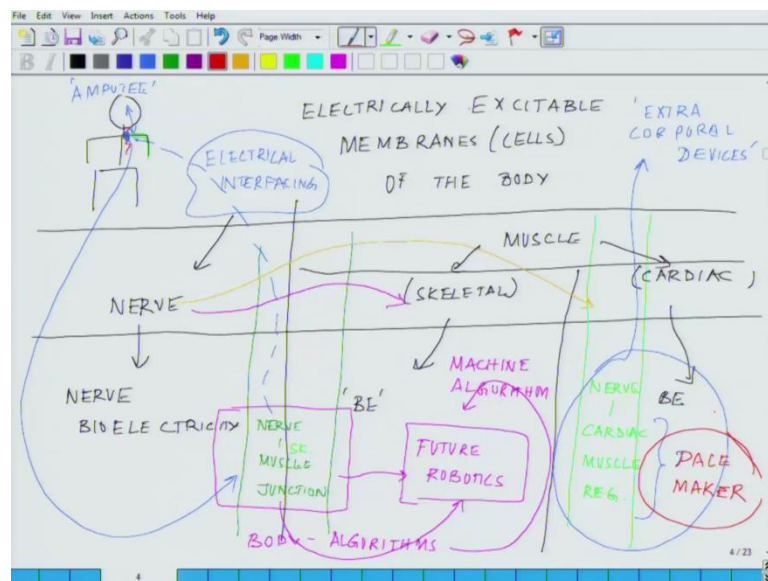 File Edit View Insert Actions Tools Help
Page Width
'AMPUTEE'
ELECTRICALLY EXCITABLE
MEMBRANES (CELLS)
OF THE BODY
'EXTRA
CORPORAL
DEVICES'
ELECTRICAL
INTERFACING
MUSCLE
NERVE
(SKELETAL)
(CARDIAC)
NERVE
BIOELECTRICITY
'BE'
NERVE
SK.
MUSCLE
JUNCTION
MACHINE
ALGORITHM
FUTURE
ROBOTICS
BODY - ALGORITHMS
NERVE
CARDIAC
MUSCLE
REG.
BE
PACE
MAKER
4/23
4